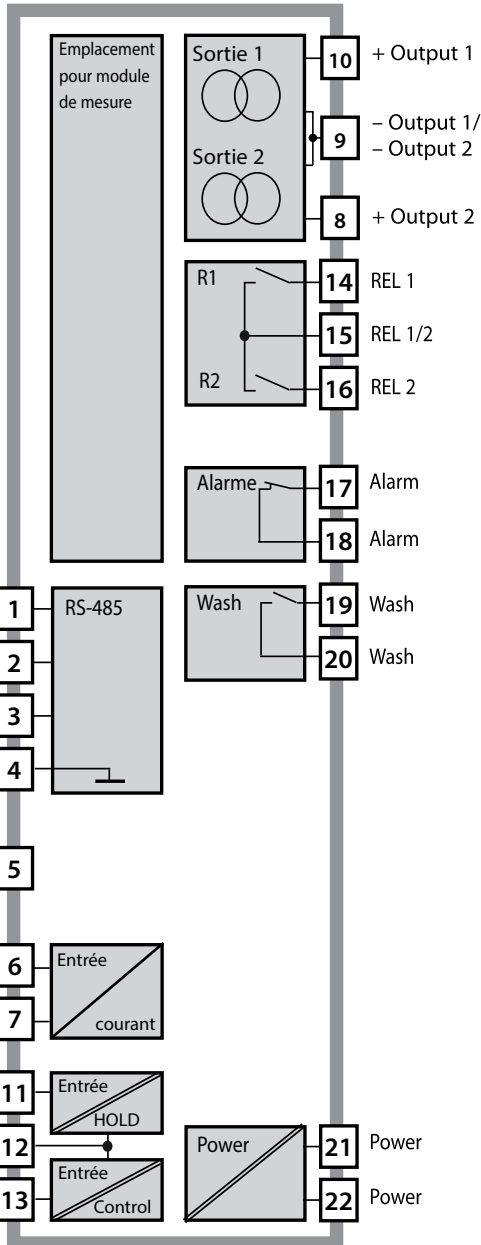 Emplacement
pour module
de mesure
Sortie 1
Sortie 2
10
+ Output 1
9
– Output 1/
– Output 2
8
+ Output 2
R1
R2
14
REL 1
15
REL 1/2
16
REL 2
Alarme
17
Alarm
18
Alarm
1
2
3
4
RS-485
Wash
19
Wash
20
Wash
5
6
7
Entrée
courant
11
12
13
Entrée
HOLD
Entrée
Control
Power
21
Power
22
Power